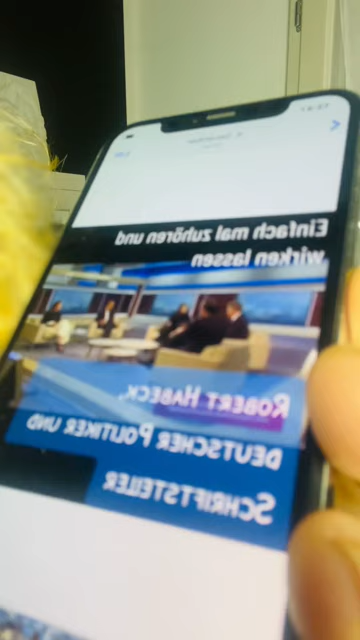 Einfach mal zuhören und
wirken lassen
ROBERT HABECK,
DEUTSCHER POLITIKER UND
SCHRIFTSTELLER